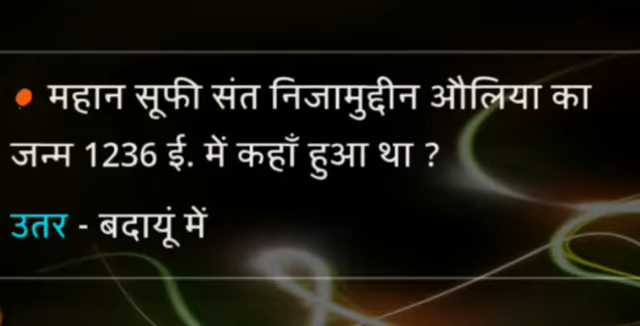 महान सूफी संत निजामुद्दीन औलिया का
जन्म 1236 ई. में कहाँ हुआ था ?
उतर - बदायूं में